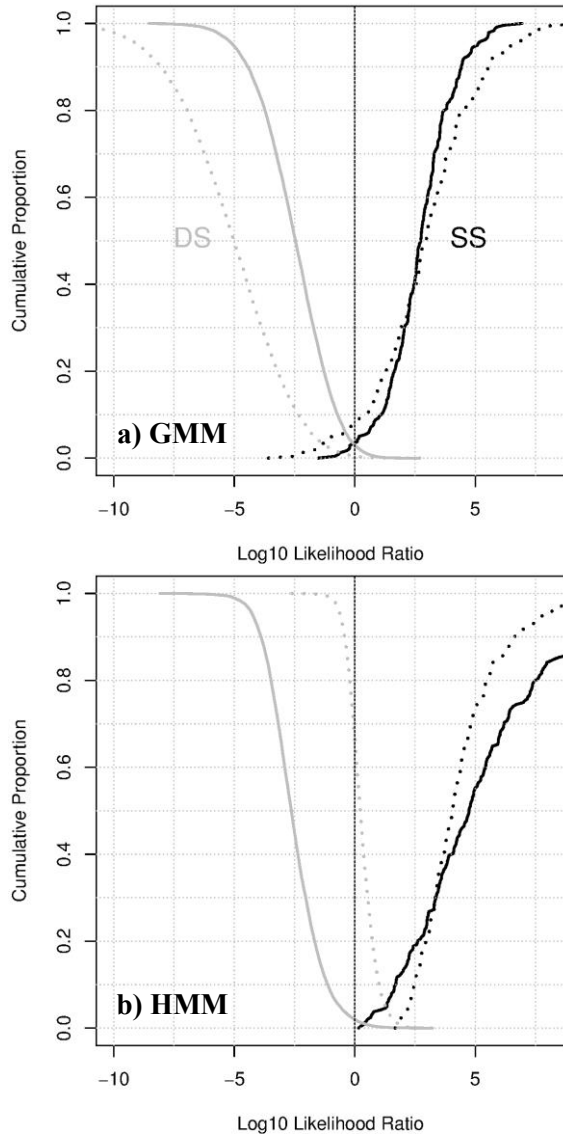 1.0
0.8
0.6
0.4
0.2
0.0
Cumulative Proportion
DS
SS
a) GMM
−10
−5
0
5
Log10 Likelihood Ratio
1.0
0.8
0.6
0.4
0.2
0.0
Cumulative Proportion
b) HMM
−10
−5
0
5
Log10 Likelihood Ratio